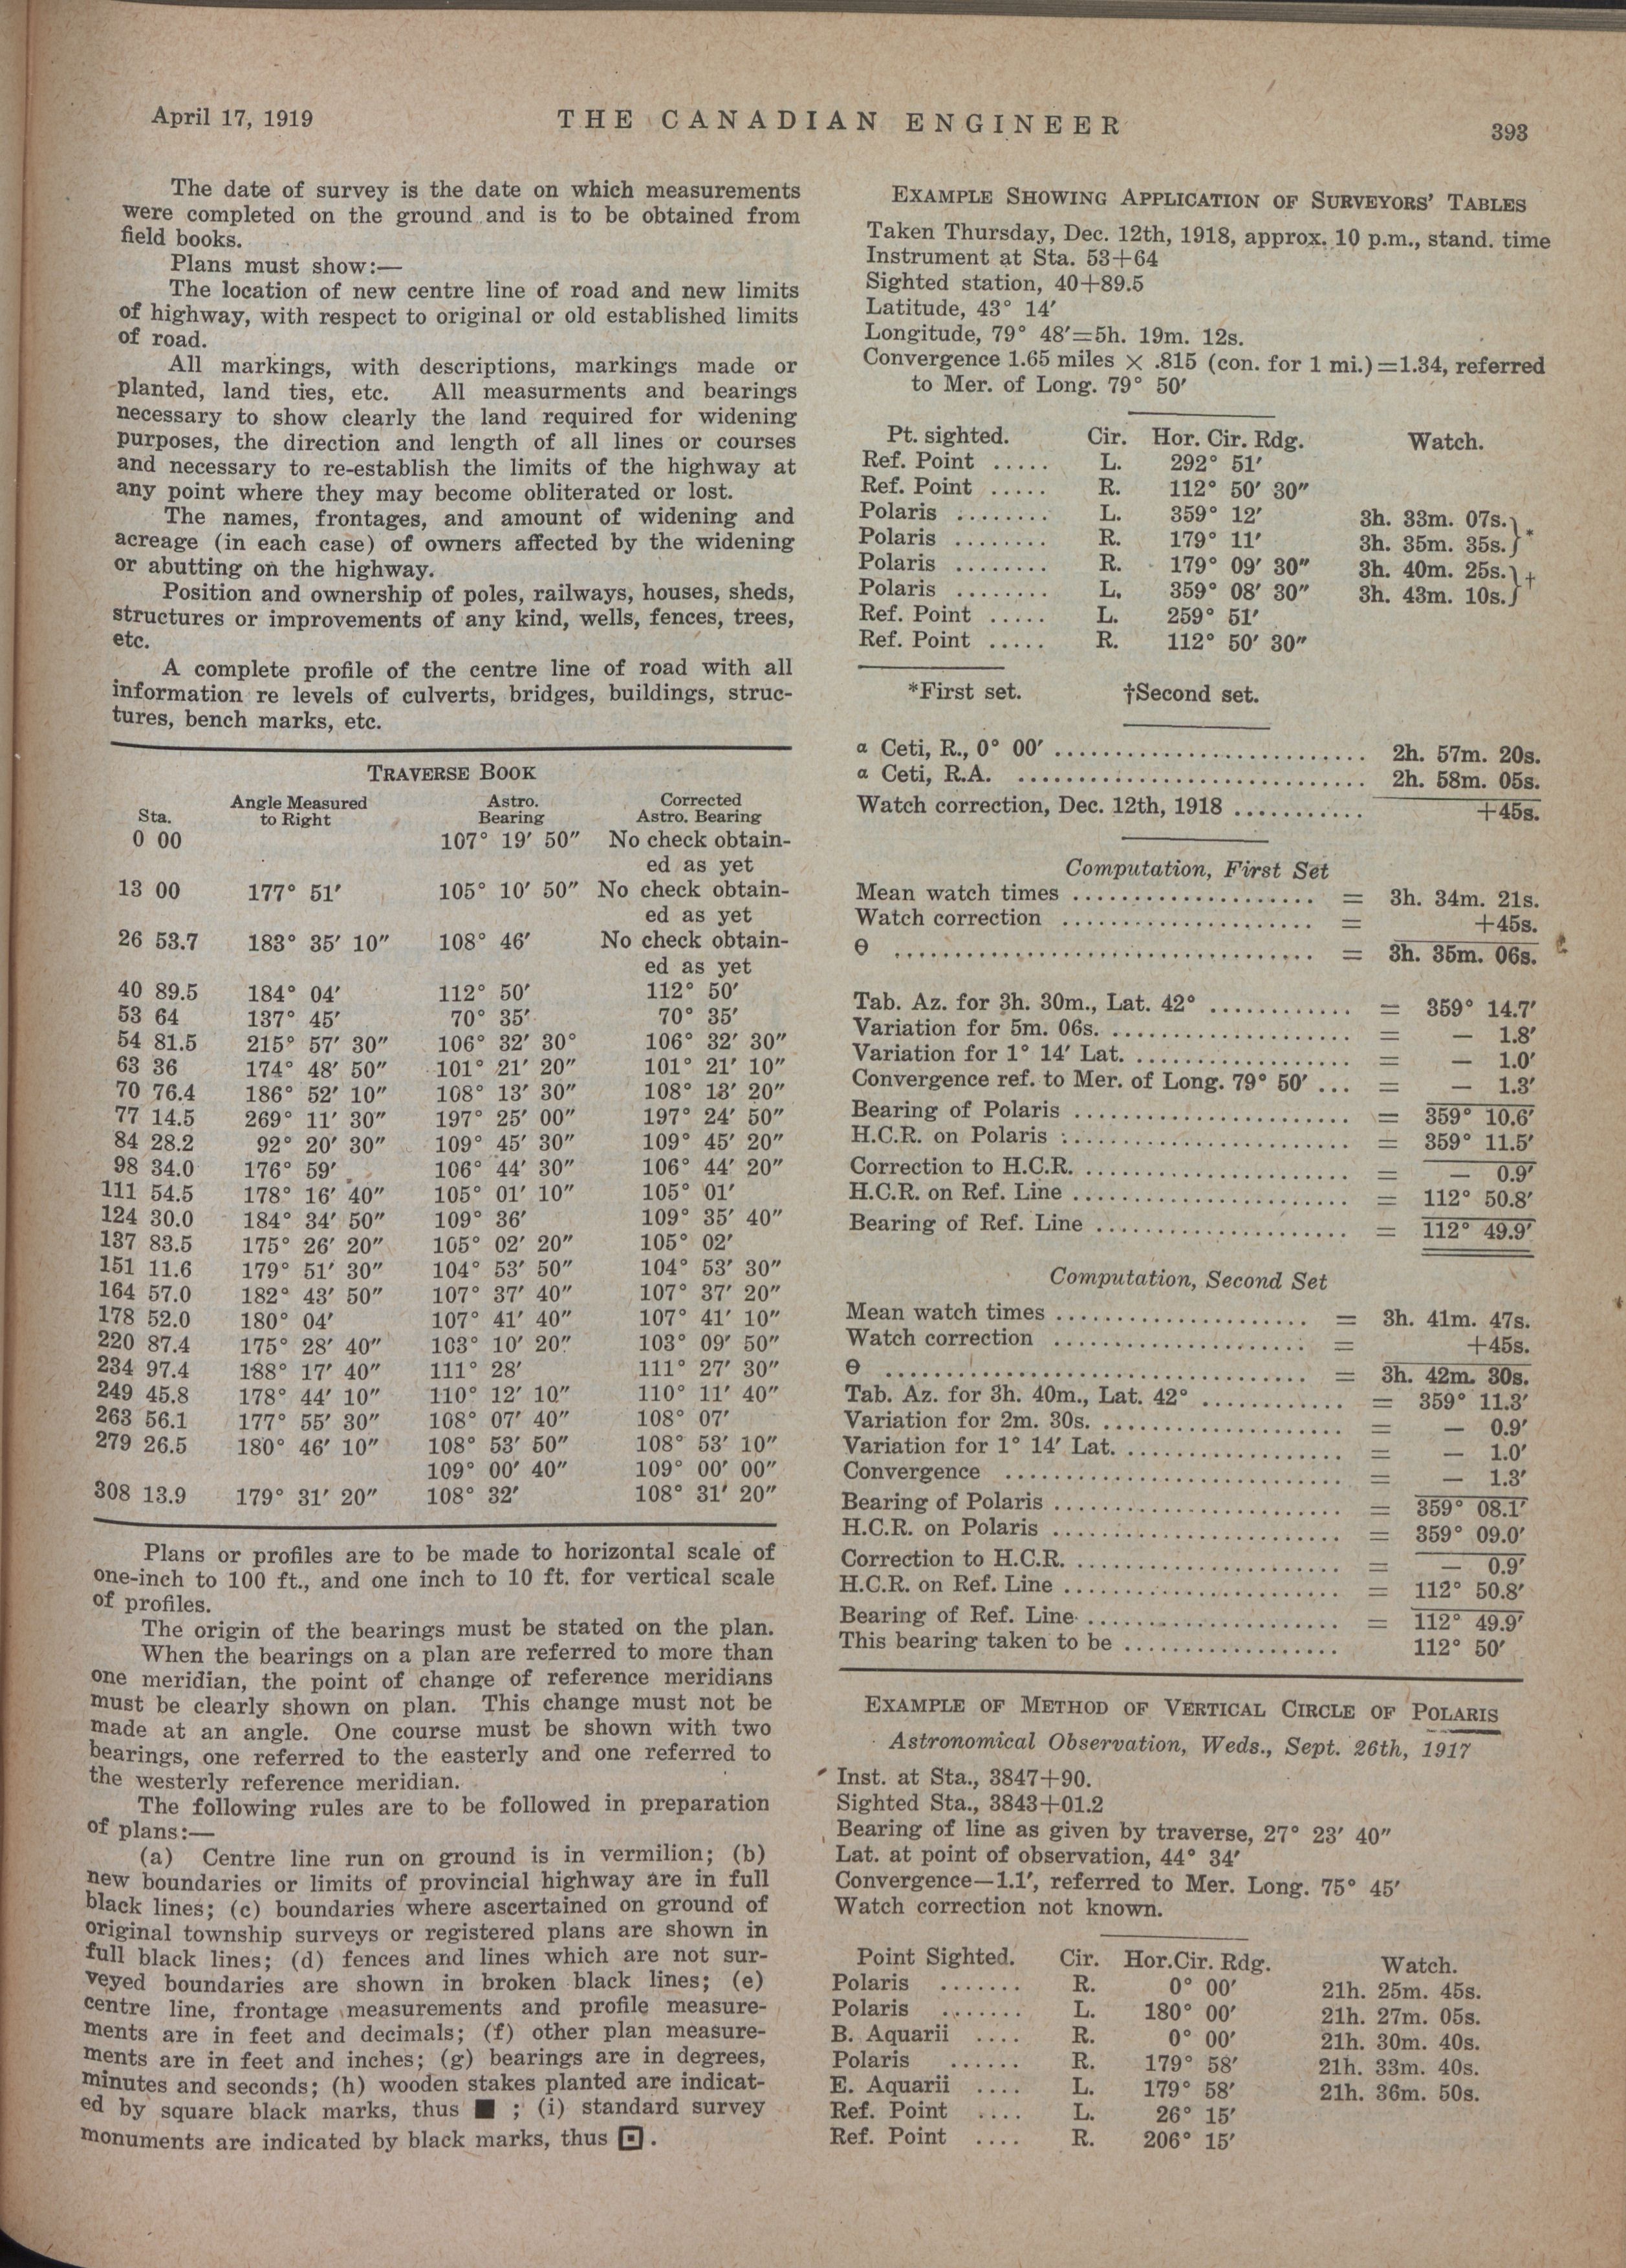 April 17, 1919
THE CANADIAN ENGINEER
393
The date of survey is the date on which measurements
were completed on the ground and is to be obtained from
field books.
Plans must show:—
The location of new centre line of road and new limits
of highway, with respect to original or old established limits
of road.
All markings, with descriptions, markings made or
planted, land ties, etc. All measurments and bearings
necessary to show clearly the land required for widening
purposes, the direction and length of all lines or courses
and necessary to re-establish the limits of the highway at
any point where they may become obliterated or lost.
The names, frontages, and amount of widening and
acreage (in each case) of owners affected by the widening
or abutting on the highway.
Position and ownership of poles, railways, houses, sheds,
structures or improvements of any kind, wells, fences, trees,
etc.
A complete profile of the centre line of road with all
information re levels of culverts, bridges, buildings, struc-
tures, bench marks, etc.
TRAVERSE BOOK
Sta. Angle Measured to Right Astro. Bearing Corrected Astro. Bearing
0 00 107° 19′ 50″ No check obtain-
ed as yet
13 00 177° 51′ 105° 10′ 50″ No check obtain-
ed as yet
26 53.7 183° 35′ 10″ 108° 46′ No check obtain-
ed as yet
40 89.5 184° 04′ 112° 50′ 112° 50′
53 64 137° 45′ 70° 35′ 70° 35′
54 81.5 215° 57′ 30″ 106° 32′ 30° 106° 32′ 30″
63 36 174° 48′ 50″ 101° 21′ 20″ 101° 21′ 10″
70 76.4 186° 52′ 10″ 108° 13′ 30″ 108° 13′ 20″
77 14.5 269° 11′ 30″ 197° 25′ 00″ 197° 24′ 50″
84 28.2 92° 20′ 30″ 109° 45′ 30″ 109° 45′ 20″
98 34.0 176° 59′ 106° 44′ 30″ 106° 44′ 20″
111 54.5 178° 16′ 40″ 105° 01′ 10″ 105° 01′
124 30.0 184° 34′ 50″ 109° 36′ 109° 35′ 40″
137 83.5 175° 26′ 20″ 105° 02′ 20″ 105° 02′
151 11.6 179° 51′ 30″ 104° 53′ 50″ 104° 53′ 30″
164 57.0 182° 43′ 50″ 107° 37′ 40″ 107° 37′ 20″
178 52.0 180° 04′ 107° 41′ 40″ 107° 41′ 10″
220 87.4 175° 28′ 40″ 103° 10′ 20″ 103° 09′ 50″
234 97.4 188° 17′ 40″ 111° 28′ 111° 27′ 30″
249 45.8 178° 44′ 10″ 110° 12′ 10″ 110° 11′ 40″
263 56.1 177° 55′ 30″ 108° 07′ 40″ 108° 07′
279 26.5 180° 46′ 10″ 108° 53′ 50″ 108° 53′ 10″
109° 00′ 40″ 109° 00′ 00″
308 13.9 179° 31′ 20″ 108° 32′ 108° 31′ 20″
Plans or profiles are to be made to horizontal scale of
one-inch to 100 ft., and one inch to 10 ft. for vertical scale
of profiles.
The origin of the bearings must be stated on the plan.
When the bearings on a plan are referred to more than
one meridian, the point of change of reference meridians
must be clearly shown on plan. This change must not be
made at an angle. One course must be shown with two
bearings, one referred to the easterly and one referred to
the westerly reference meridian.
The following rules are to be followed in preparation
of plans:—
(a) Centre line run on ground is in vermilion; (b)
new boundaries or limits of provincial highway are in full
black lines; (c) boundaries where ascertained on ground of
original township surveys or registered plans are shown in
full black lines; (d) fences and lines which are not sur-
veyed boundaries are shown in broken black lines; (e)
centre line, frontage measurements and profile measure-
ments are in feet and decimals; (f) other plan measure-
ments are in feet and inches; (g) bearings are in degrees,
minutes and seconds; (h) wooden stakes planted are indicat-
ed by square black marks, thus ■ ; (i) standard survey
monuments are indicated by black marks, thus ⊡.
EXAMPLE SHOWING APPLICATION OF SURVEYORS' TABLES
Taken Thursday, Dec. 12th, 1918, approx. 10 p.m., stand. time
Instrument at Sta. 53+64
Sighted station, 40+89.5
Latitude, 43° 14′
Longitude, 79° 48′=5h. 19m. 12s.
Convergence 1.65 miles × .815 (con. for 1 mi.)=1.34, referred
to Mer. of Long. 79° 50′
Pt. sighted. Cir. Hor. Cir. Rdg. Watch.
Ref. Point ..... L. 292° 51′
Ref. Point ..... R. 112° 50′ 30″
Polaris ........ L. 359° 12′ 3h. 33m. 07s.
Polaris ........ R. 179° 11′ 3h. 35m. 35s.}*
Polaris ........ R. 179° 09′ 30″ 3h. 40m. 25s.
Polaris ........ L. 359° 08′ 30″ 3h. 43m. 10s.}†
Ref. Point ..... L. 259° 51′
Ref. Point ..... R. 112° 50′ 30″
*First set. †Second set.
α Ceti, R., 0° 00′ ........ 2h. 57m. 20s.
α Ceti, R.A. ........ 2h. 58m. 05s.
Watch correction, Dec. 12th, 1918 ........ +45s.
Computation, First Set
Mean watch times ........ = 3h. 34m. 21s.
Watch correction ........ = +45s.
Θ ........ = 3h. 35m. 06s.
Tab. Az. for 3h. 30m., Lat. 42° ........ = 359° 14.7′
Variation for 5m. 06s. ........ = — 1.8′
Variation for 1° 14′ Lat. ........ = — 1.0′
Convergence ref. to Mer. of Long. 79° 50′ ... = — 1.3′
Bearing of Polaris ........ = 359° 10.6′
H.C.R. on Polaris ........ = 359° 11.5′
Correction to H.C.R. ........ = — 0.9′
H.C.R. on Ref. Line ........ = 112° 50.8′
Bearing of Ref. Line ........ = 112° 49.9′
Computation, Second Set
Mean watch times ........ = 3h. 41m. 47s.
Watch correction ........ = +45s.
Θ ........ = 3h. 42m. 30s.
Tab. Az. for 3h. 40m., Lat. 42° ........ = 359° 11.3′
Variation for 2m. 30s. ........ = — 0.9′
Variation for 1° 14′ Lat. ........ = — 1.0′
Convergence ........ = — 1.3′
Bearing of Polaris ........ = 359° 08.1′
H.C.R. on Polaris ........ = 359° 09.0′
Correction to H.C.R. ........ = — 0.9′
H.C.R. on Ref. Line ........ = 112° 50.8′
Bearing of Ref. Line ........ = 112° 49.9′
This bearing taken to be ........ 112° 50′
EXAMPLE OF METHOD OF VERTICAL CIRCLE OF POLARIS
Astronomical Observation, Weds., Sept. 26th, 1917
Inst. at Sta., 3847+90.
Sighted Sta., 3843+01.2
Bearing of line as given by traverse, 27° 23′ 40″
Lat. at point of observation, 44° 34′
Convergence—1.1′, referred to Mer. Long. 75° 45′
Watch correction not known.
Point Sighted. Cir. Hor.Cir. Rdg. Watch.
Polaris ....... R. 0° 00′ 21h. 25m. 45s.
Polaris ....... L. 180° 00′ 21h. 27m. 05s.
B. Aquarii .... R. 0° 00′ 21h. 30m. 40s.
Polaris ...... R. 179° 58′ 21h. 33m. 40s.
E. Aquarii .... L. 179° 58′ 21h. 36m. 50s.
Ref. Point .... L. 26° 15′
Ref. Point .... R. 206° 15′